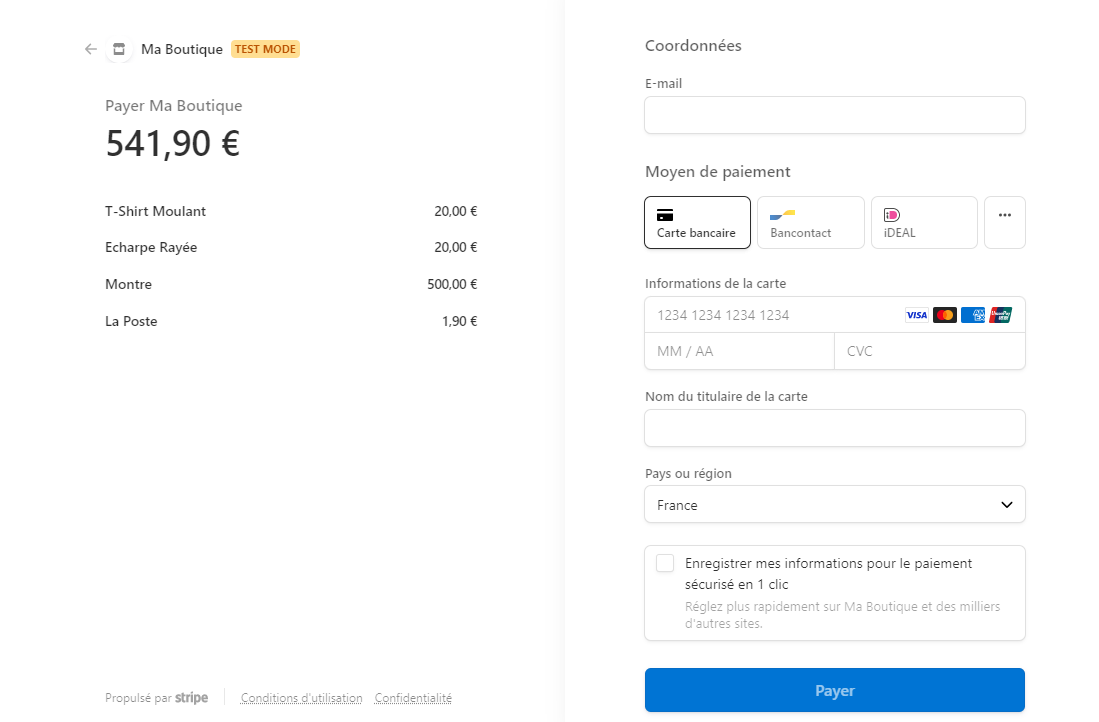 Ma Boutique TEST MODE
Payer Ma Boutique
541,90 €
T-Shirt Moulant 20,00 €
Echarpe Rayée 20,00 €
Montre 500,00 €
La Poste 1,90 €
Propulsé par stripe Conditions d'utilisation Confidentialité
Coordonnées
E-mail
Moyen de paiement
Carte bancaire Bancontact iDEAL
Informations de la carte
1234 1234 1234 1234 VISA AMEX UnionPay
MM / AA CVC
Nom du titulaire de la carte
Pays ou région
France
Enregistrer mes informations pour le paiement
sécurisé en 1 clic
Réglez plus rapidement sur Ma Boutique et des milliers
d'autres sites.
Payer